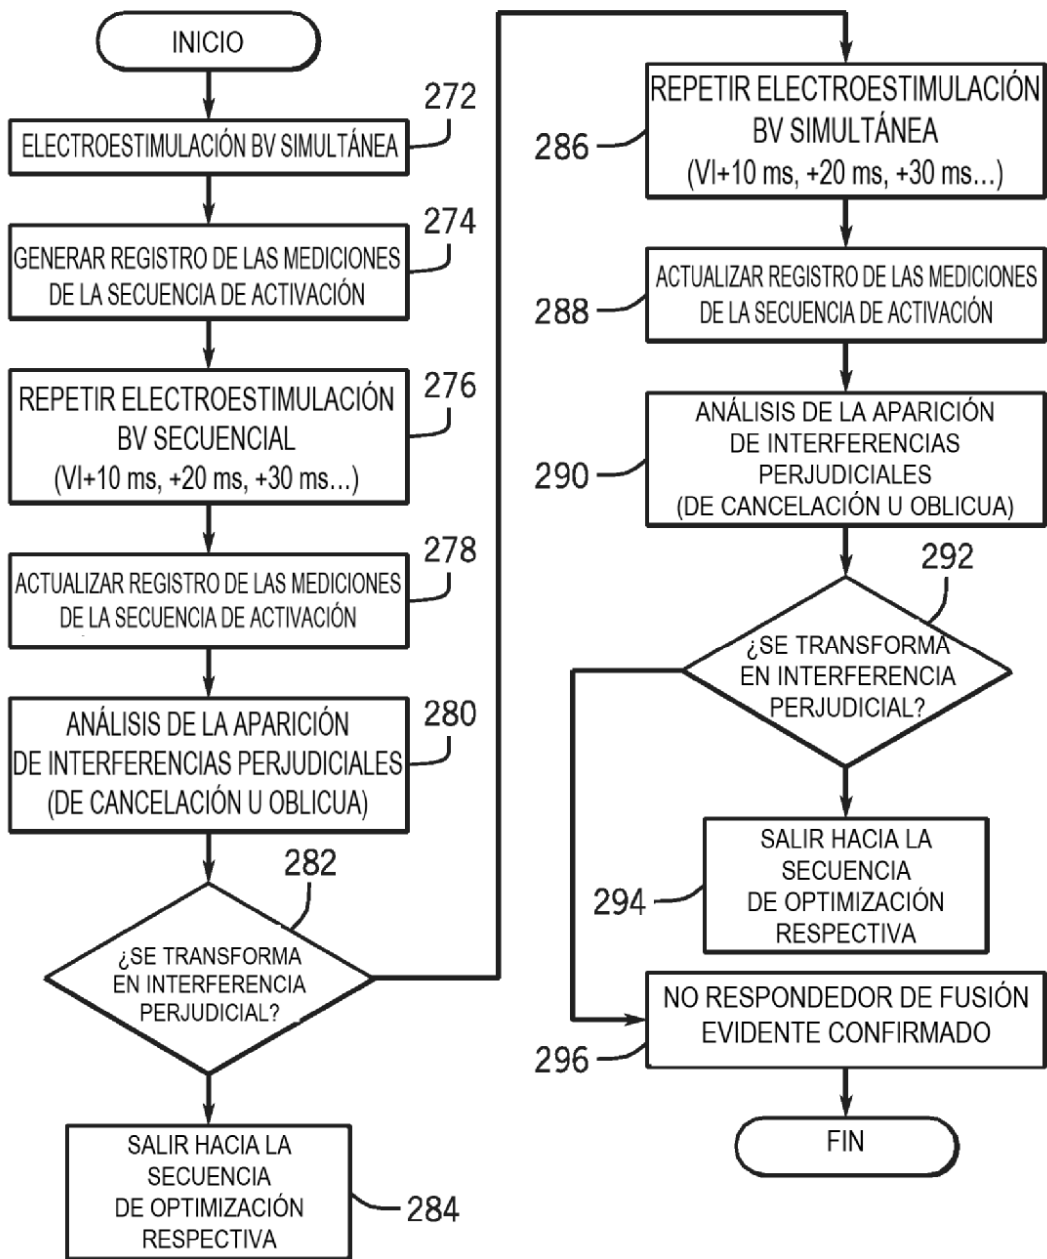 INICIO
272
ELECTROESTIMULACIÓN BV SIMULTÁNEA
274
GENERAR REGISTRO DE LAS MEDICIONES
DE LA SECUENCIA DE ACTIVACIÓN
276
REPETIR ELECTROESTIMULACIÓN
BV SECUENCIAL
(VI+10 ms, +20 ms, +30 ms...)
278
ACTUALIZAR REGISTRO DE LAS MEDICIONES
DE LA SECUENCIA DE ACTIVACIÓN
280
ANÁLISIS DE LA APARICIÓN
DE INTERFERENCIAS PERJUDICIALES
(DE CANCELACIÓN U OBLICUA)
282
¿SE TRANSFORMA
EN INTERFERENCIA
PERJUDICIAL?
SALIR HACIA LA
SECUENCIA
DE OPTIMIZACIÓN
RESPECTIVA
284
286
REPETIR ELECTROESTIMULACIÓN
BV SIMULTÁNEA
(VI+10 ms, +20 ms, +30 ms...)
288
ACTUALIZAR REGISTRO DE LAS MEDICIONES
DE LA SECUENCIA DE ACTIVACIÓN
290
ANÁLISIS DE LA APARICIÓN
DE INTERFERENCIAS
PERJUDICIALES
(DE CANCELACIÓN U OBLICUA)
292
¿SE TRANSFORMA
EN INTERFERENCIA
PERJUDICIAL?
294
SALIR HACIA LA
SECUENCIA
DE OPTIMIZACIÓN
RESPECTIVA
296
NO RESPONDEDOR DE FUSIÓN
EVIDENTE CONFIRMADO
FIN